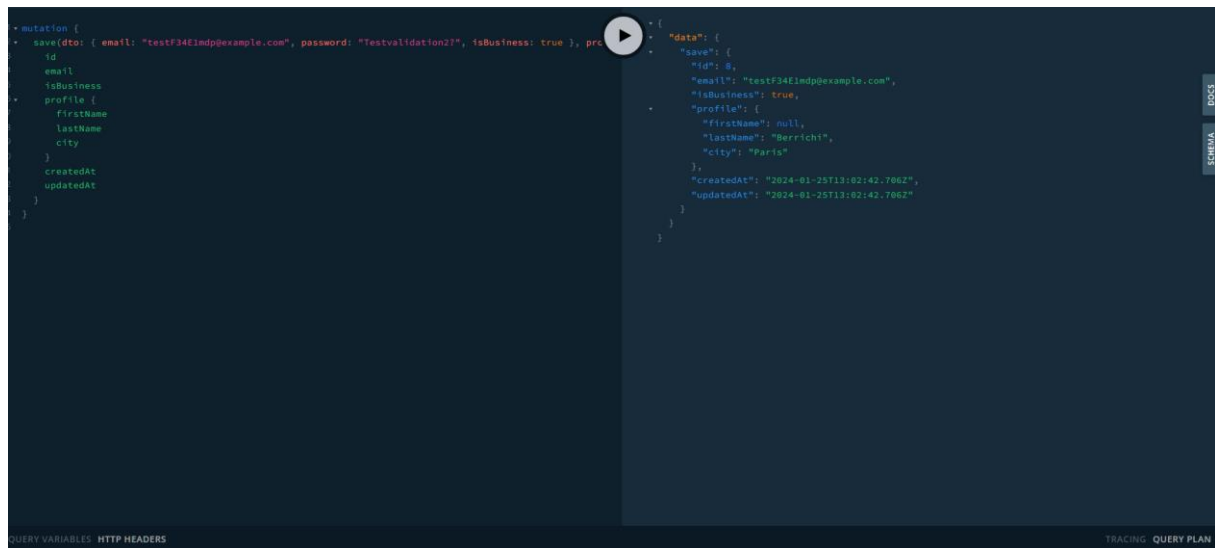 mutation {
save(dto: { email: "testF34E1mdp@example.com", password: "Testvalidation2?", isBusiness: true }, pro
id
email
isBusiness
profile {
firstName
lastName
city
}
createdAt
updatedAt
}
}
{
"data": {
"save": {
"id": 8,
"email": "testF34E1mdp@example.com",
"isBusiness": true,
"profile": {
"firstName": null,
"lastName": "Berrichi",
"city": "Paris"
},
"createdAt": "2024-01-25T13:02:42.706Z",
"updatedAt": "2024-01-25T13:02:42.706Z"
}
}
}
DOCS
SCHEMA
QUERY VARIABLES HTTP HEADERS
TRACING QUERY PLAN